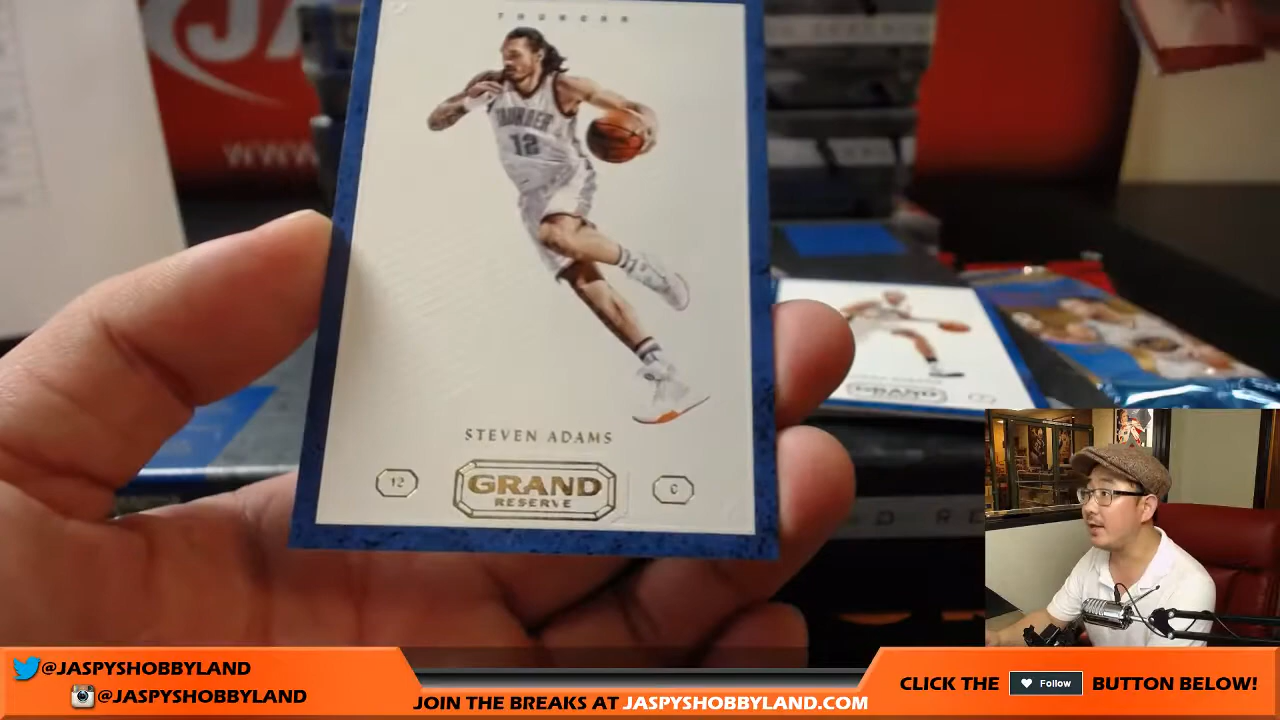 THUNDER
THUNDER
12
STEVEN ADAMS
12
GRAND
RESERVE
C
WWW
@JASPYSHOBBYLAND
@JASPYSHOBBYLAND
JOIN THE BREAKS AT JASPYSHOBBYLAND.COM
CLICK THE Follow BUTTON BELOW!